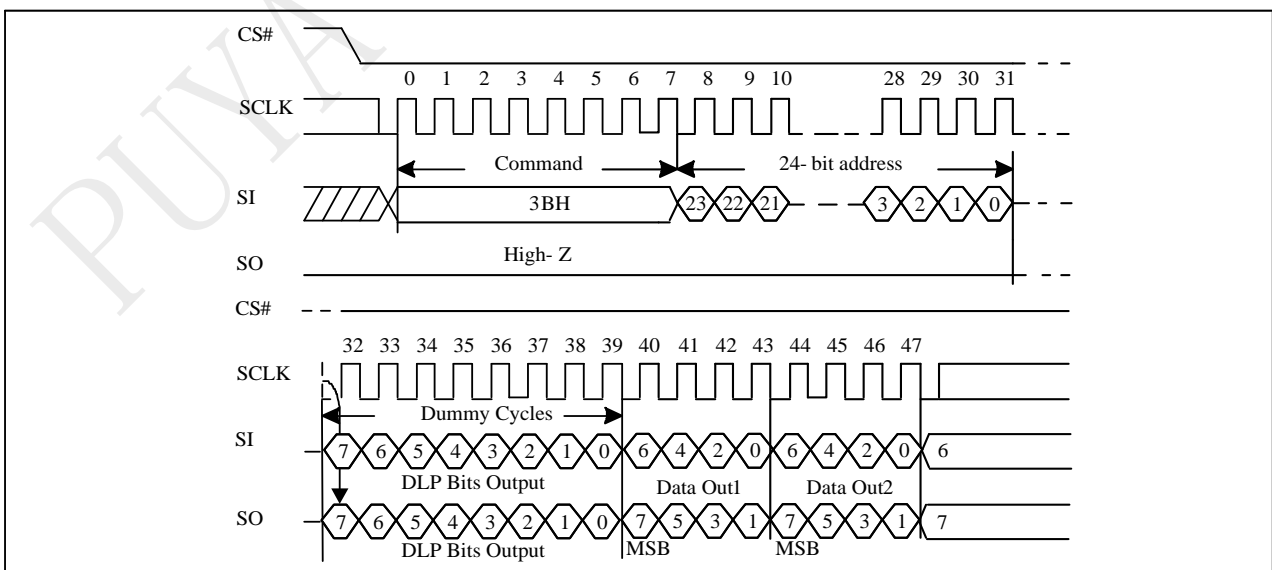 PUYA
CS#
0 1 2 3 4 5 6 7 8 9 10 28 29 30 31
SCLK
Command 24- bit address
SI 3BH 23 22 21 3 2 1 0
High- Z
SO
CS#
32 33 34 35 36 37 38 39 40 41 42 43 44 45 46 47
SCLK
Dummy Cycles
SI 7 6 5 4 3 2 1 0 6 4 2 0 6 4 2 0 6
DLP Bits Output Data Out1 Data Out2
SO 7 6 5 4 3 2 1 0 7 5 3 1 7 5 3 1 7
DLP Bits Output MSB MSB